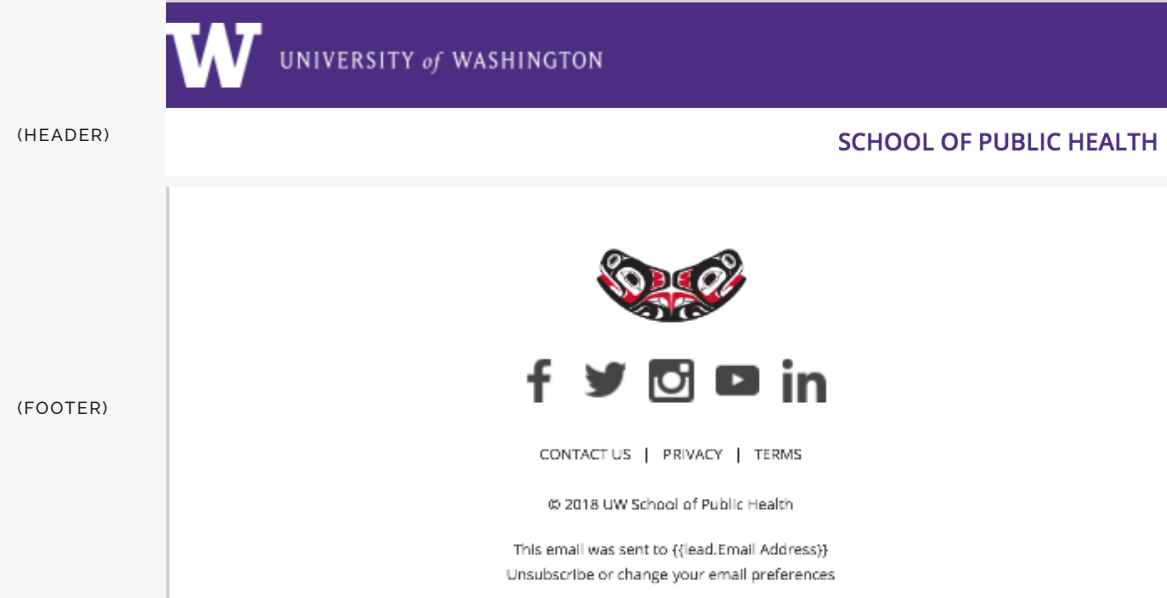 W UNIVERSITY of WASHINGTON
(HEADER)
SCHOOL OF PUBLIC HEALTH
(FOOTER)
CONTACT US | PRIVACY | TERMS
© 2018 UW School of Public Health
This email was sent to {{lead.Email Address}}
Unsubscribe or change your email preferences